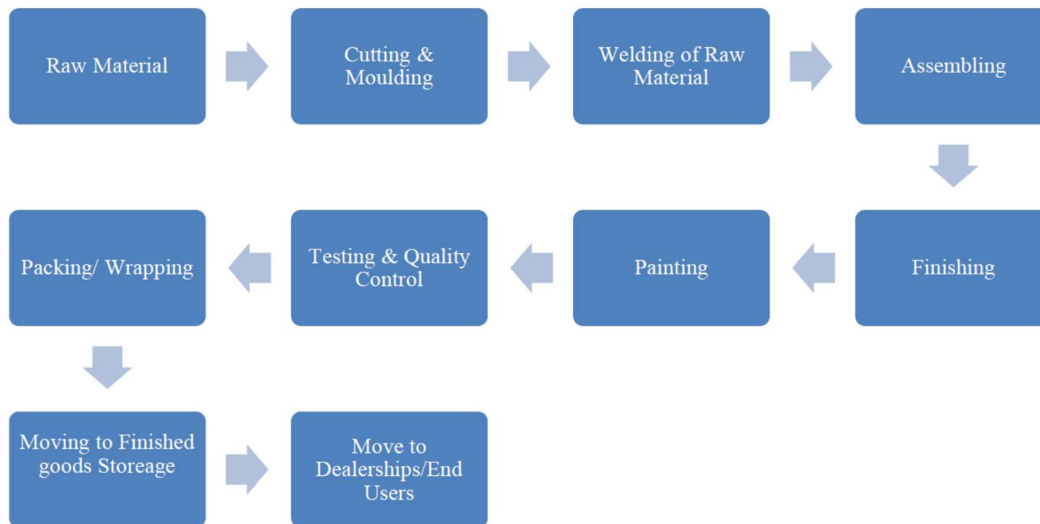 Raw Material
Cutting &
Moulding
Welding of Raw
Material
Assembling
Finishing
Painting
Testing & Quality
Control
Packing/ Wrapping
Moving to Finished
goods Storeage
Move to
Dealerships/End
Users